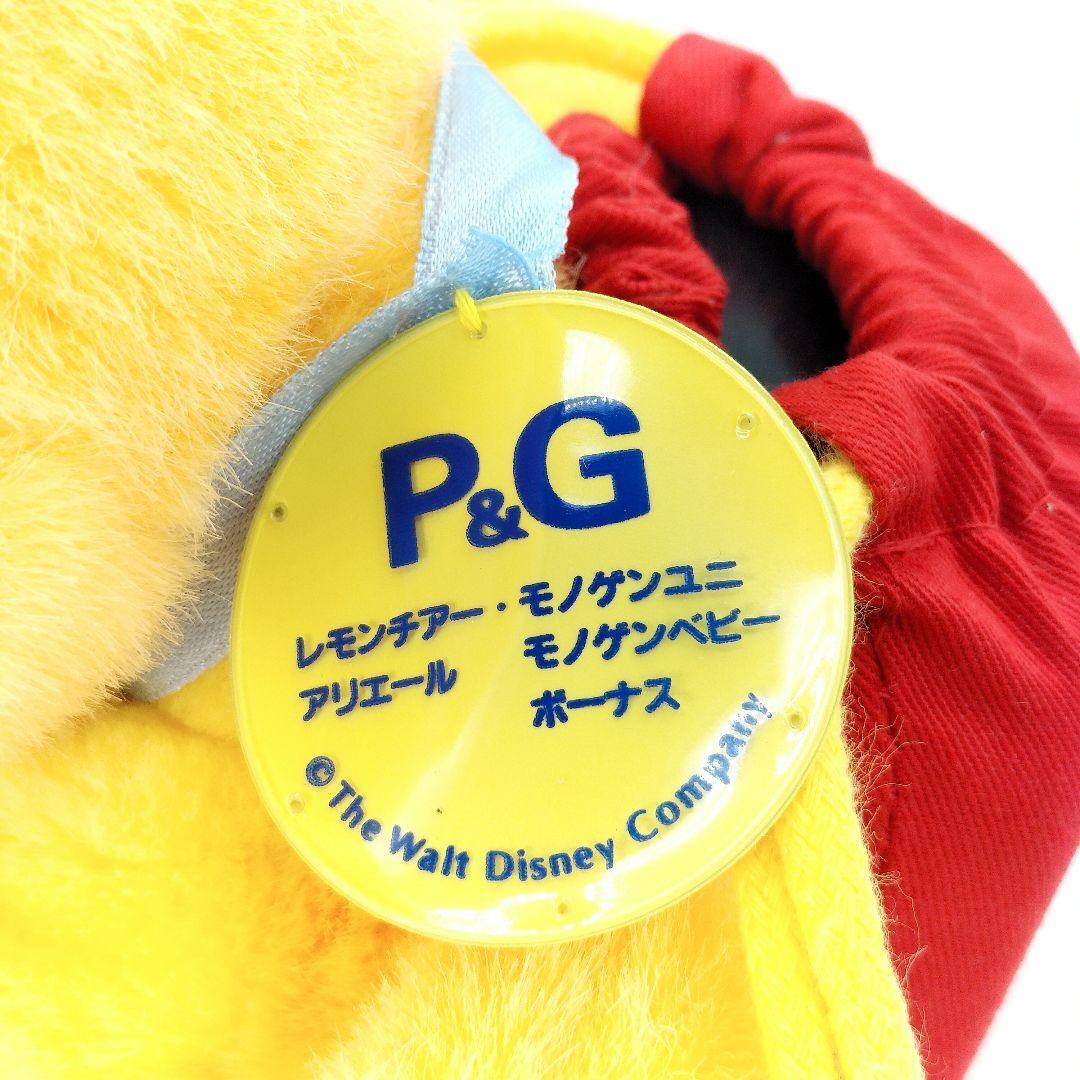 P&G
レモンチアー・モノゲンユニ
アリエール モノゲンベビー
ボーナス
©The Walt Disney Company